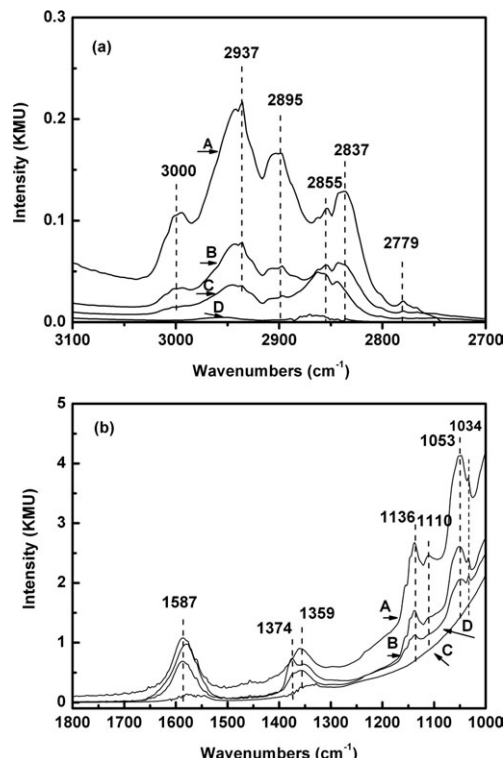 (a)
2937
2895
2855
2837
3000
2779
A
B
C
D
0.3
0.2
0.1
0.0
3100
3000
2900
2800
2700
Intensity (KMU)
Wavenumbers (cm⁻¹)
(b)
1053
1034
1136
1110
1587
1374
1359
A
B
D
C
5
4
3
2
1
0
1800
1700
1600
1500
1400
1300
1200
1100
1000
Intensity (KMU)
Wavenumbers (cm⁻¹)